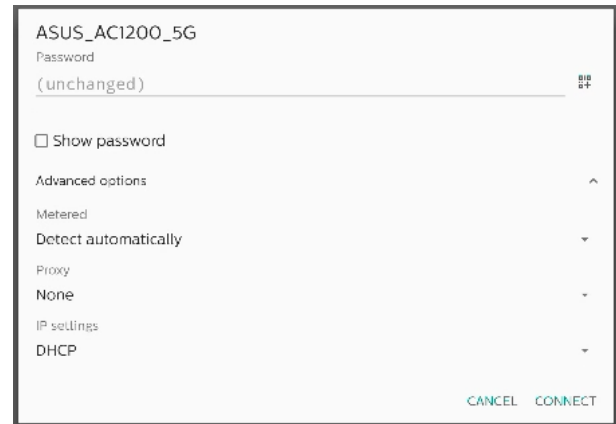 ASUS_AC1200_5G
Password
(unchanged)
Show password
Advanced options
Metered
Detect automatically
Proxy
None
IP settings
DHCP
CANCEL CONNECT